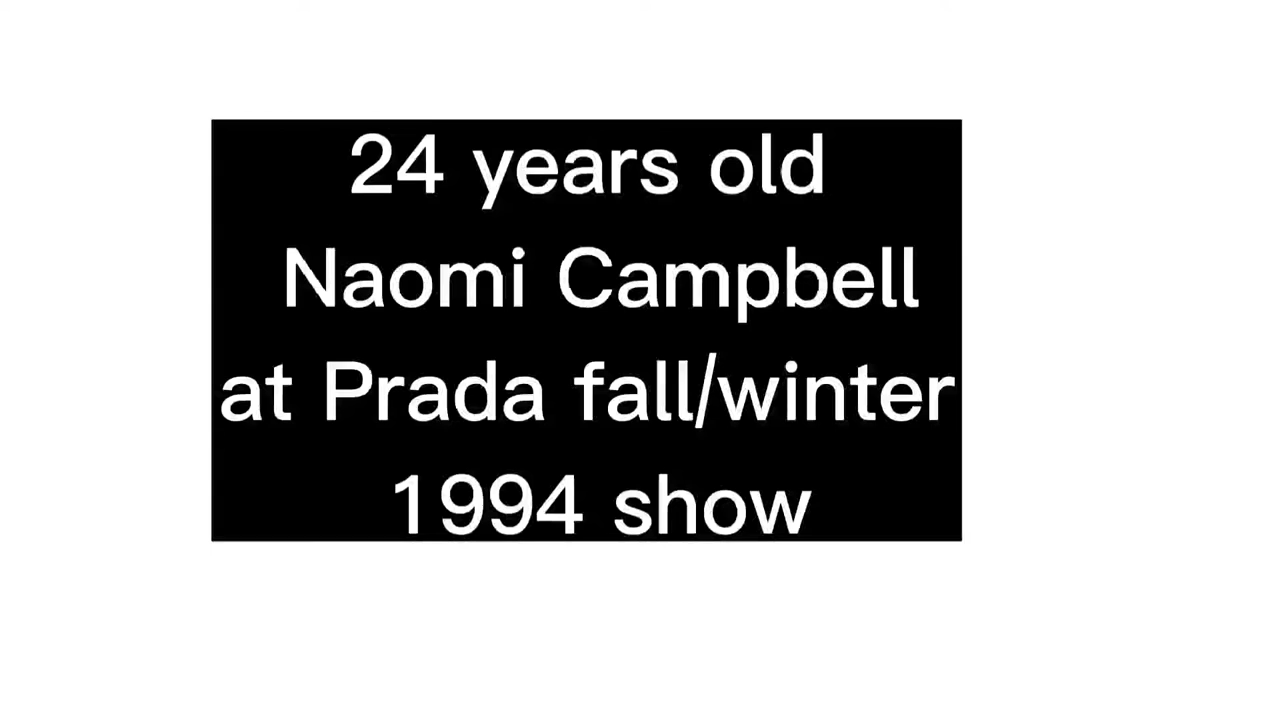 24 years old
Naomi Campbell
at Prada fall/winter
1994 show